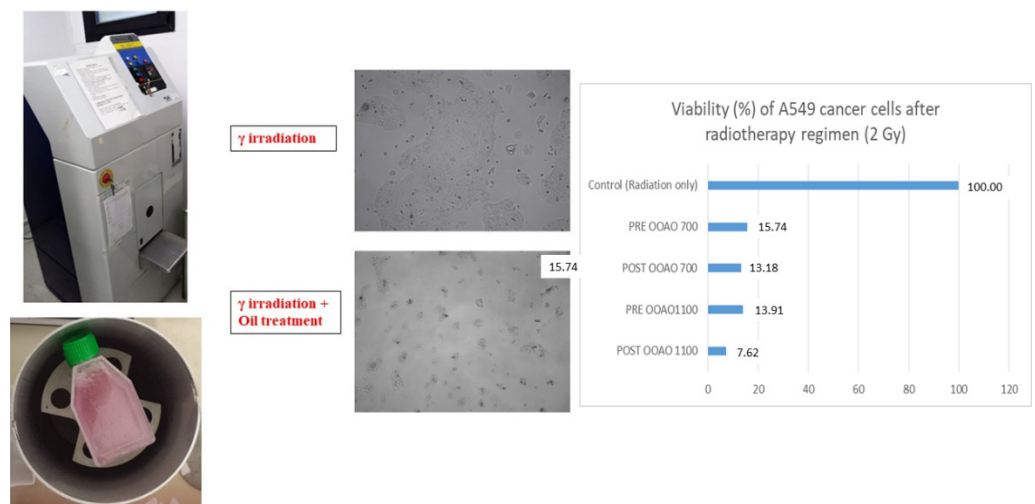 γ irradiation
γ irradiation +
Oil treatment
15.74
Viability (%) of A549 cancer cells after
radiotherapy regimen (2 Gy)
Control (Radiation only)
100.00
PRE OOAO 700
15.74
POST OOAO 700
13.18
PRE OOAO1100
13.91
POST OOAO 1100
7.62
0 20 40 60 80 100 120